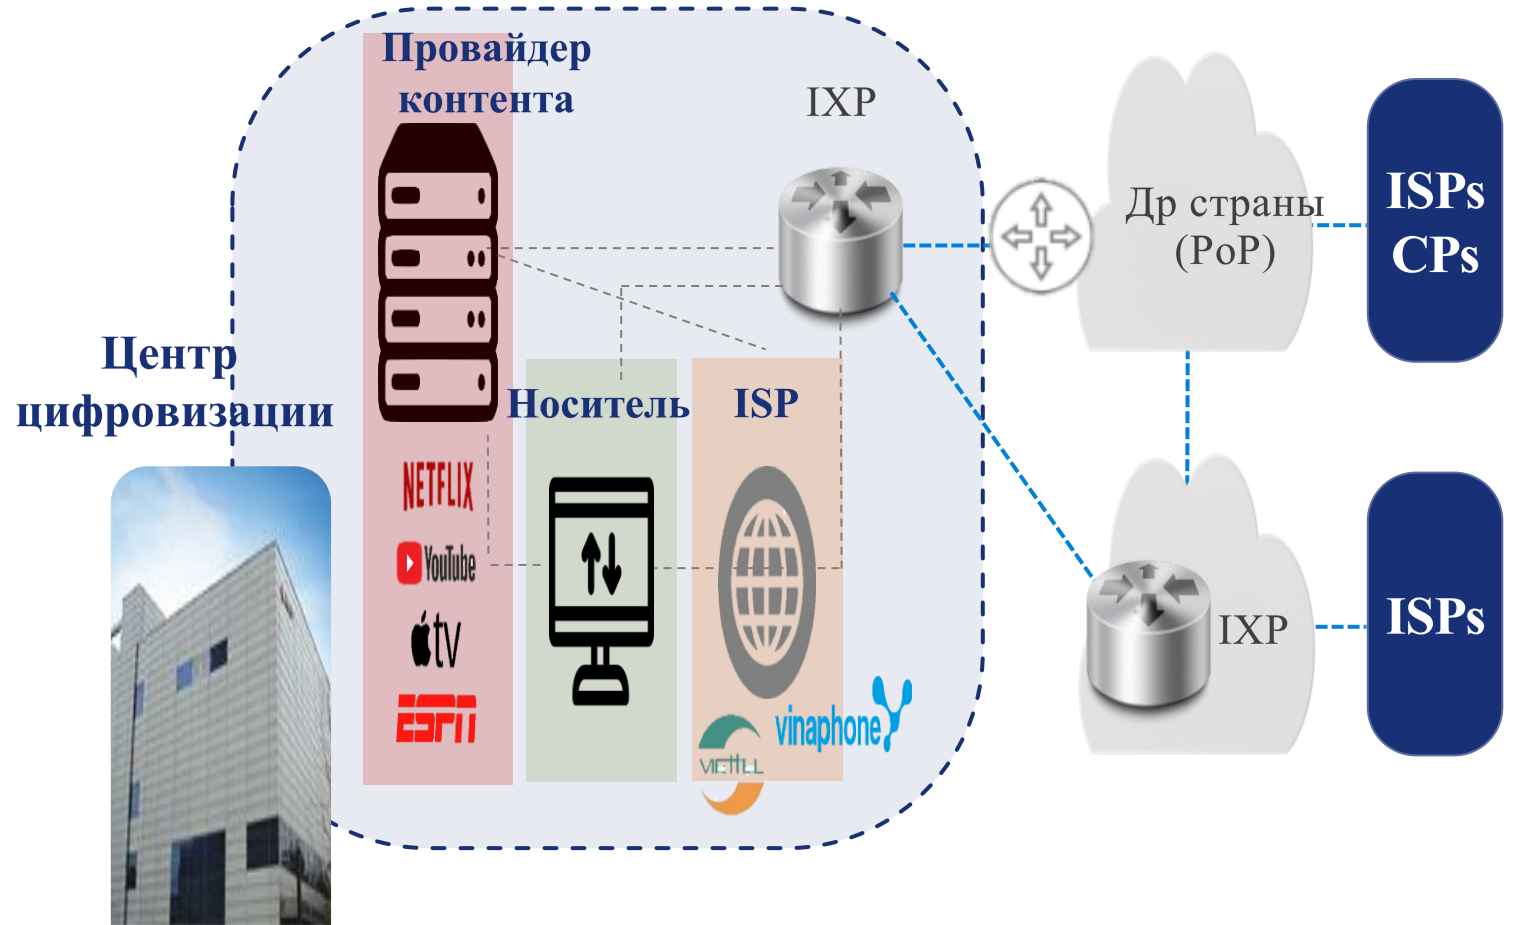 Провайдер
контента
IXP
Др страны
(PoP)
ISPs
CPs
Центр
цифровизации
Носитель
ISP
NETFLIX
YouTube
tv
ESPN
vinaphone
VIETTEL
IXP
ISPs